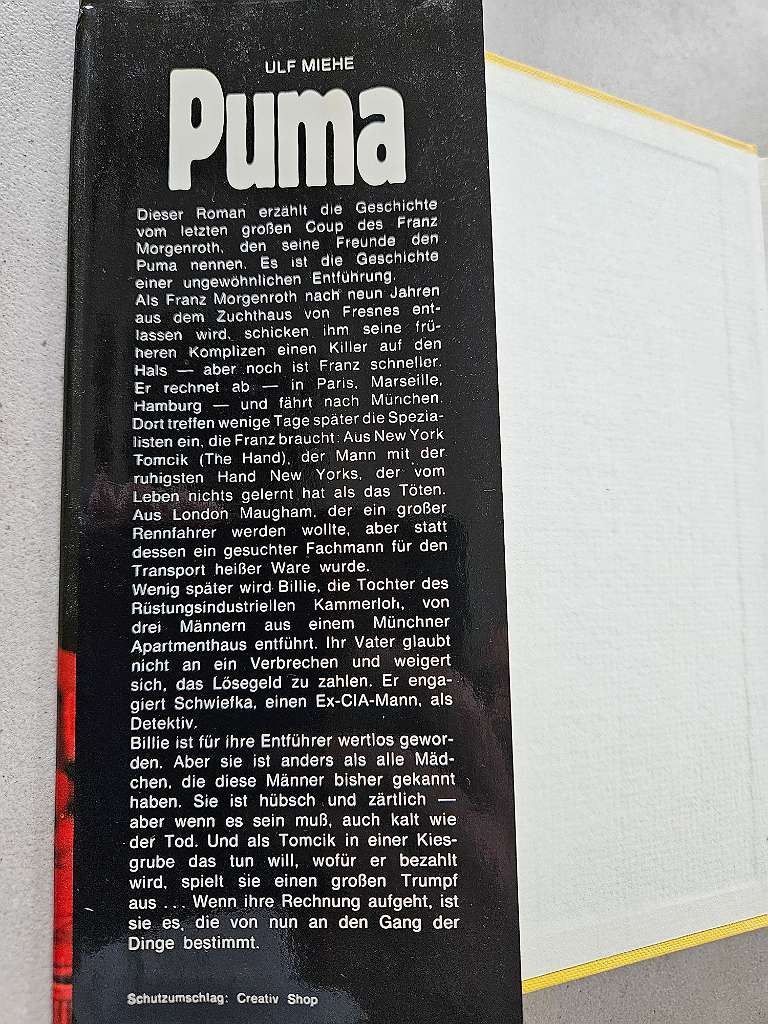 ULF MIEHE
Puma
Dieser Roman erzählt die Geschichte
vom letzten großen Coup des Franz
Morgenroth, den seine Freunde den
Puma nennen. Es ist die Geschichte
einer ungewöhnlichen Entführung.
Als Franz Morgenroth nach neun Jahren
aus dem Zuchthaus von Fresnes ent-
lassen wird, schicken ihm seine frü-
heren Komplizen einen Killer auf den
Hals — aber noch ist Franz schneller.
Er rechnet ab — in Paris, Marseille,
Hamburg — und fährt nach München.
Dort treffen wenige Tage später die Spezia-
listen ein, die Franz braucht: Aus New York
Tomcik (The Hand), der Mann mit der
ruhigsten Hand New Yorks, der vom
Leben nichts gelernt hat als das Töten.
Aus London Maugham, der ein großer
Rennfahrer werden wollte, aber statt
dessen ein gesuchter Fachmann für den
Transport heißer Ware wurde.
Wenig später wird Billie, die Tochter des
Rüstungsindustriellen Kammerloh, von
drei Männern aus einem Münchner
Apartmenthaus entführt. Ihr Vater glaubt
nicht an ein Verbrechen und weigert
sich, das Lösegeld zu zahlen. Er enga-
giert Schwiefka, einen Ex-CIA-Mann, als
Detektiv.
Billie ist für ihre Entführer wertlos gewor-
den. Aber sie ist anders als alle Mäd-
chen, die diese Männer bisher gekannt
haben. Sie ist hübsch und zärtlich —
aber wenn es sein muß, auch kalt wie
der Tod. Und als Tomcik in einer Kies-
grube das tun will, wofür er bezahlt
wird, spielt sie einen großen Trumpf
aus ... Wenn ihre Rechnung aufgeht, ist
sie es, die von nun an den Gang der
Dinge bestimmt.
Schutzumschlag: Creativ Shop